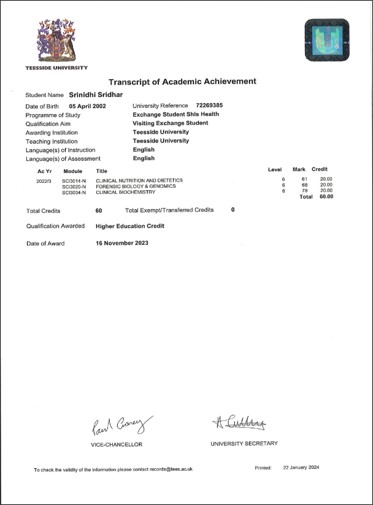 TEESSIDE UNIVERSITY
Transcript of Academic Achievement
Student Name Srinidhi Sridhar
Date of Birth 05 April 2002 University Reference 72269385
Programme of Study Exchange Student SHls Health
Qualification Aim Visiting Exchange Student
Awarding Institution Teesside University
Teaching Institution Teesside University
Language(s) of Instruction English
Language(s) of Assessment English
Ac Yr Module Title Level Mark Credit
2022/3 SCI3014-N CLINICAL NUTRITION AND DIETETICS 6 61 20.00
SCI3020-N FORENSIC BIOLOGY & GENOMICS 6 68 20.00
SCI3034-N CLINICAL BIOCHEMISTRY 6 79 20.00
Total 60.00
Total Credits 60 Total Exempt/Transferred Credits 0
Qualification Awarded Higher Education Credit
Date of Award 16 November 2023
VICE-CHANCELLOR UNIVERSITY SECRETARY
To check the validity of the information please contact records@tees.ac.uk Printed: 22 January 2024